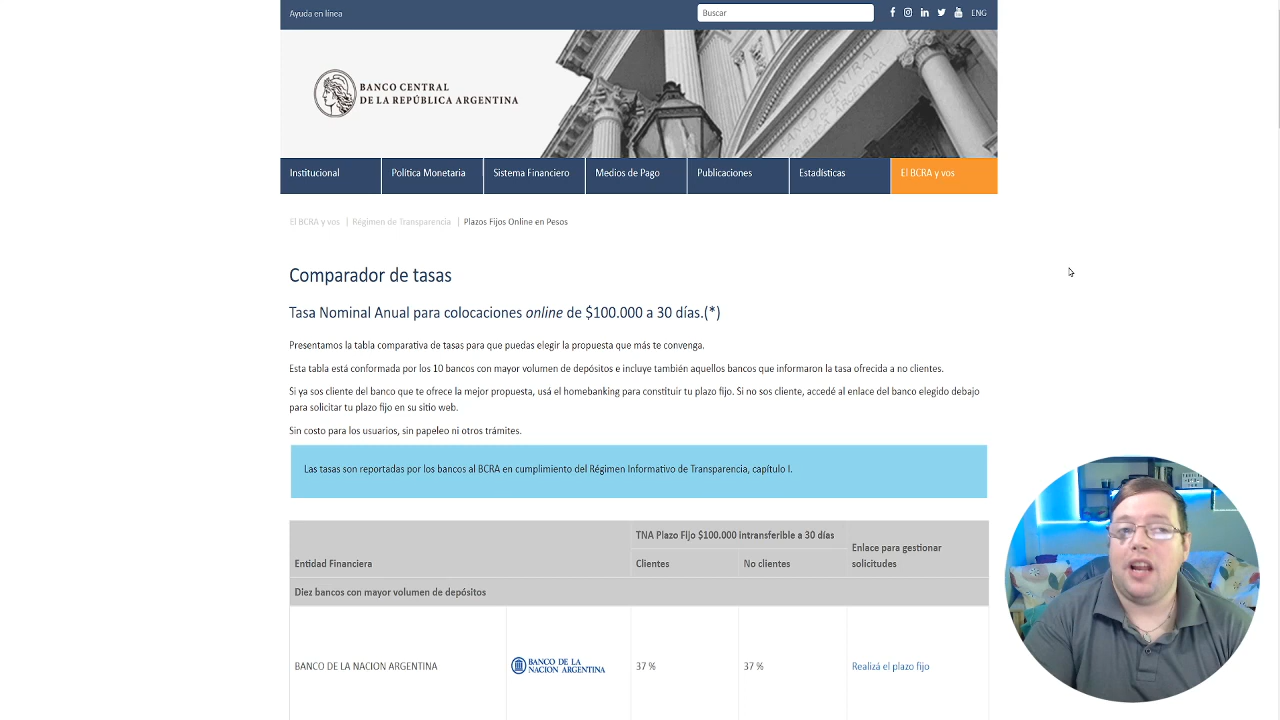 Ayuda en línea
Buscar
ENG
BANCO CENTRAL
DE LA REPÚBLICA ARGENTINA
Institucional
Política Monetaria
Sistema Financiero
Medios de Pago
Publicaciones
Estadísticas
El BCRA y vos
El BCRA y vos | Régimen de Transparencia | Plazos Fijos Online en Pesos
Comparador de tasas
Tasa Nominal Anual para colocaciones online de $100.000 a 30 días.(*)
Presentamos la tabla comparativa de tasas para que puedas elegir la propuesta que más te convenga.
Esta tabla está conformada por los 10 bancos con mayor volumen de depósitos e incluye también aquellos bancos que informaron la tasa ofrecida a no clientes.
Si ya sos cliente del banco que te ofrece la mejor propuesta, usá el homebanking para constituir tu plazo fijo. Si no sos cliente, accedé al enlace del banco elegido debajo
para solicitar tu plazo fijo en su sitio web.
Sin costo para los usuarios, sin papeleo ni otros trámites.
Las tasas son reportadas por los bancos al BCRA en cumplimiento del Régimen Informativo de Transparencia, capítulo I.
TNA Plazo Fijo $100.000 intransferible a 30 días
Enlace para gestionar
solicitudes
Entidad Financiera
Clientes
No clientes
Diez bancos con mayor volumen de depósitos
BANCO DE LA NACION ARGENTINA
BANCO DE LA
NACION ARGENTINA
37 %
37 %
Realizá el plazo fijo